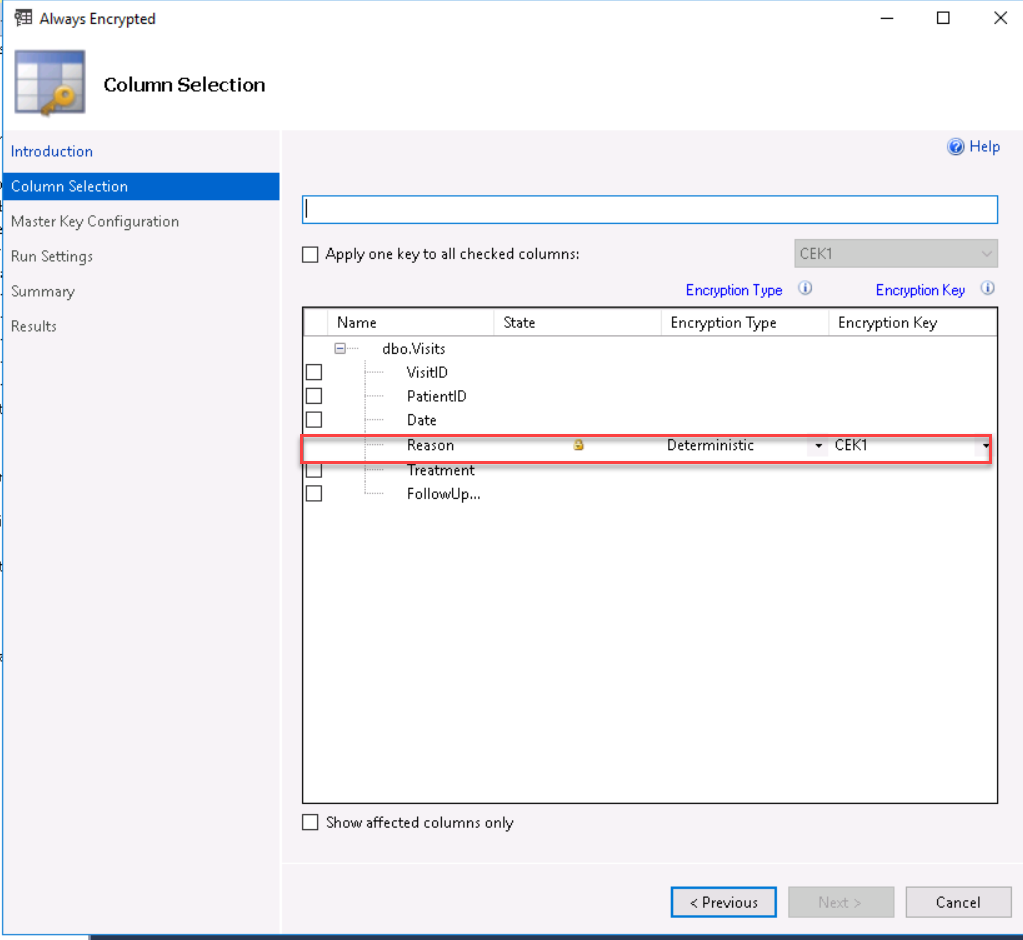 Always Encrypted
Column Selection
Introduction
Column Selection
Master Key Configuration
Run Settings
Summary
Results
Help
Apply one key to all checked columns:
CEK1
Encryption Type
Encryption Key
Name State Encryption Type Encryption Key
dbo.Visits
VisitID
PatientID
Date
Reason Deterministic CEK1
Treatment
FollowUp...
Show affected columns only
< Previous Next > Cancel